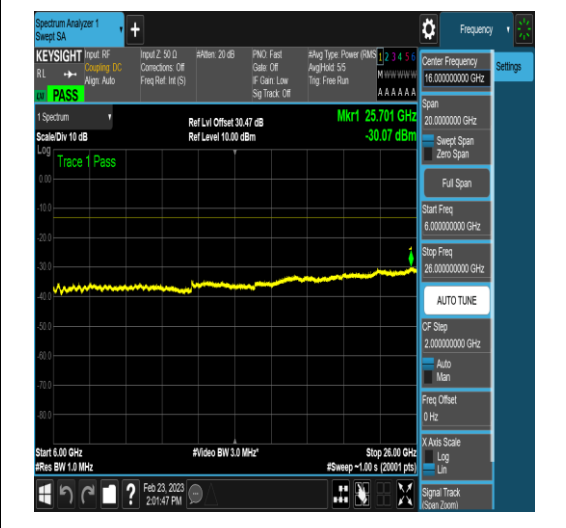 Spectrum Analyzer 1
Swept SA
+
Frequency
KEYSIGHT
RL
PASS
Input: RF
Coupling: DC
Align: Auto
Input Z: 50 Ω
Corrections: Off
Freq Ref: Int (S)
#Atten: 20 dB
PNO: Fast
Gate: Off
IF Gain: Low
Sig Track: Off
#Avg Type: Power (RMS
Avg|Hold: 5/5
Trig: Free Run
1 2 3 4 5 6
M W W W W W
A A A A A A
1 Spectrum
Scale/Div 10 dB
Ref Lvl Offset 30.47 dB
Ref Level 10.00 dBm
Mkr1 25.701 GHz
-30.07 dBm
Log
Trace 1 Pass
0.00
-10.0
-20.0
-30.0
-40.0
-50.0
-60.0
-70.0
-80.0
1
Start 6.00 GHz
#Res BW 1.0 MHz
#Video BW 3.0 MHz*
Stop 26.00 GHz
#Sweep ~1.00 s (20001 pts)
?
Feb 23, 2023
2:01:47 PM
Center Frequency
16.000000000 GHz
Settings
Span
20.0000000 GHz
Swept Span
Zero Span
Full Span
Start Freq
6.000000000 GHz
Stop Freq
26.000000000 GHz
AUTO TUNE
CF Step
2.000000000 GHz
Auto
Man
Freq Offset
0 Hz
X Axis Scale
Log
Lin
Signal Track
(Span Zoom)